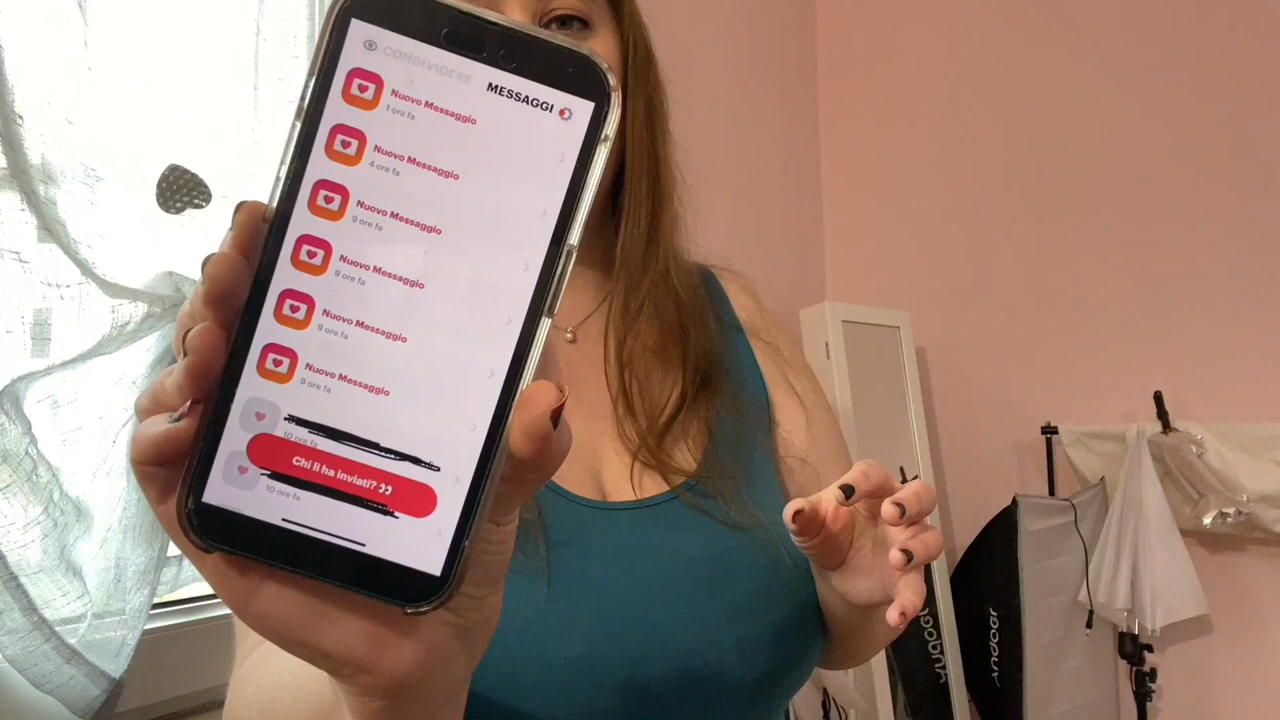 CONDIVIDERE
MESSAGGI
Nuovo Messaggio
1 ora fa
Nuovo Messaggio
4 ore fa
Nuovo Messaggio
9 ore fa
Nuovo Messaggio
9 ore fa
Nuovo Messaggio
9 ore fa
Nuovo Messaggio
9 ore fa
10 ore fa
Chi li ha inviati? 👀
10 ore fa
Andoer
Andoer